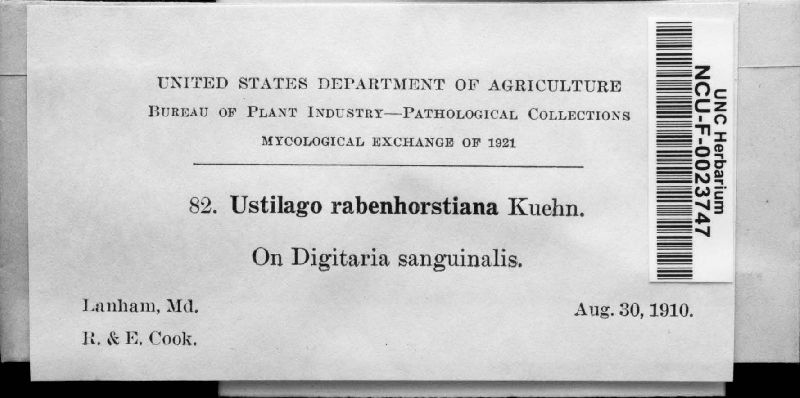 UNITED STATES DEPARTMENT OF AGRICULTURE
BUREAU OF PLANT INDUSTRY—PATHOLOGICAL COLLECTIONS
MYCOLOGICAL EXCHANGE OF 1921
82. Ustilago rabenhorstiana Kuehn.
On Digitaria sanguinalis.
Lanham, Md.
Aug. 30, 1910.
R. & E. Cook.
UNC Herbarium
NCU-F-0023747